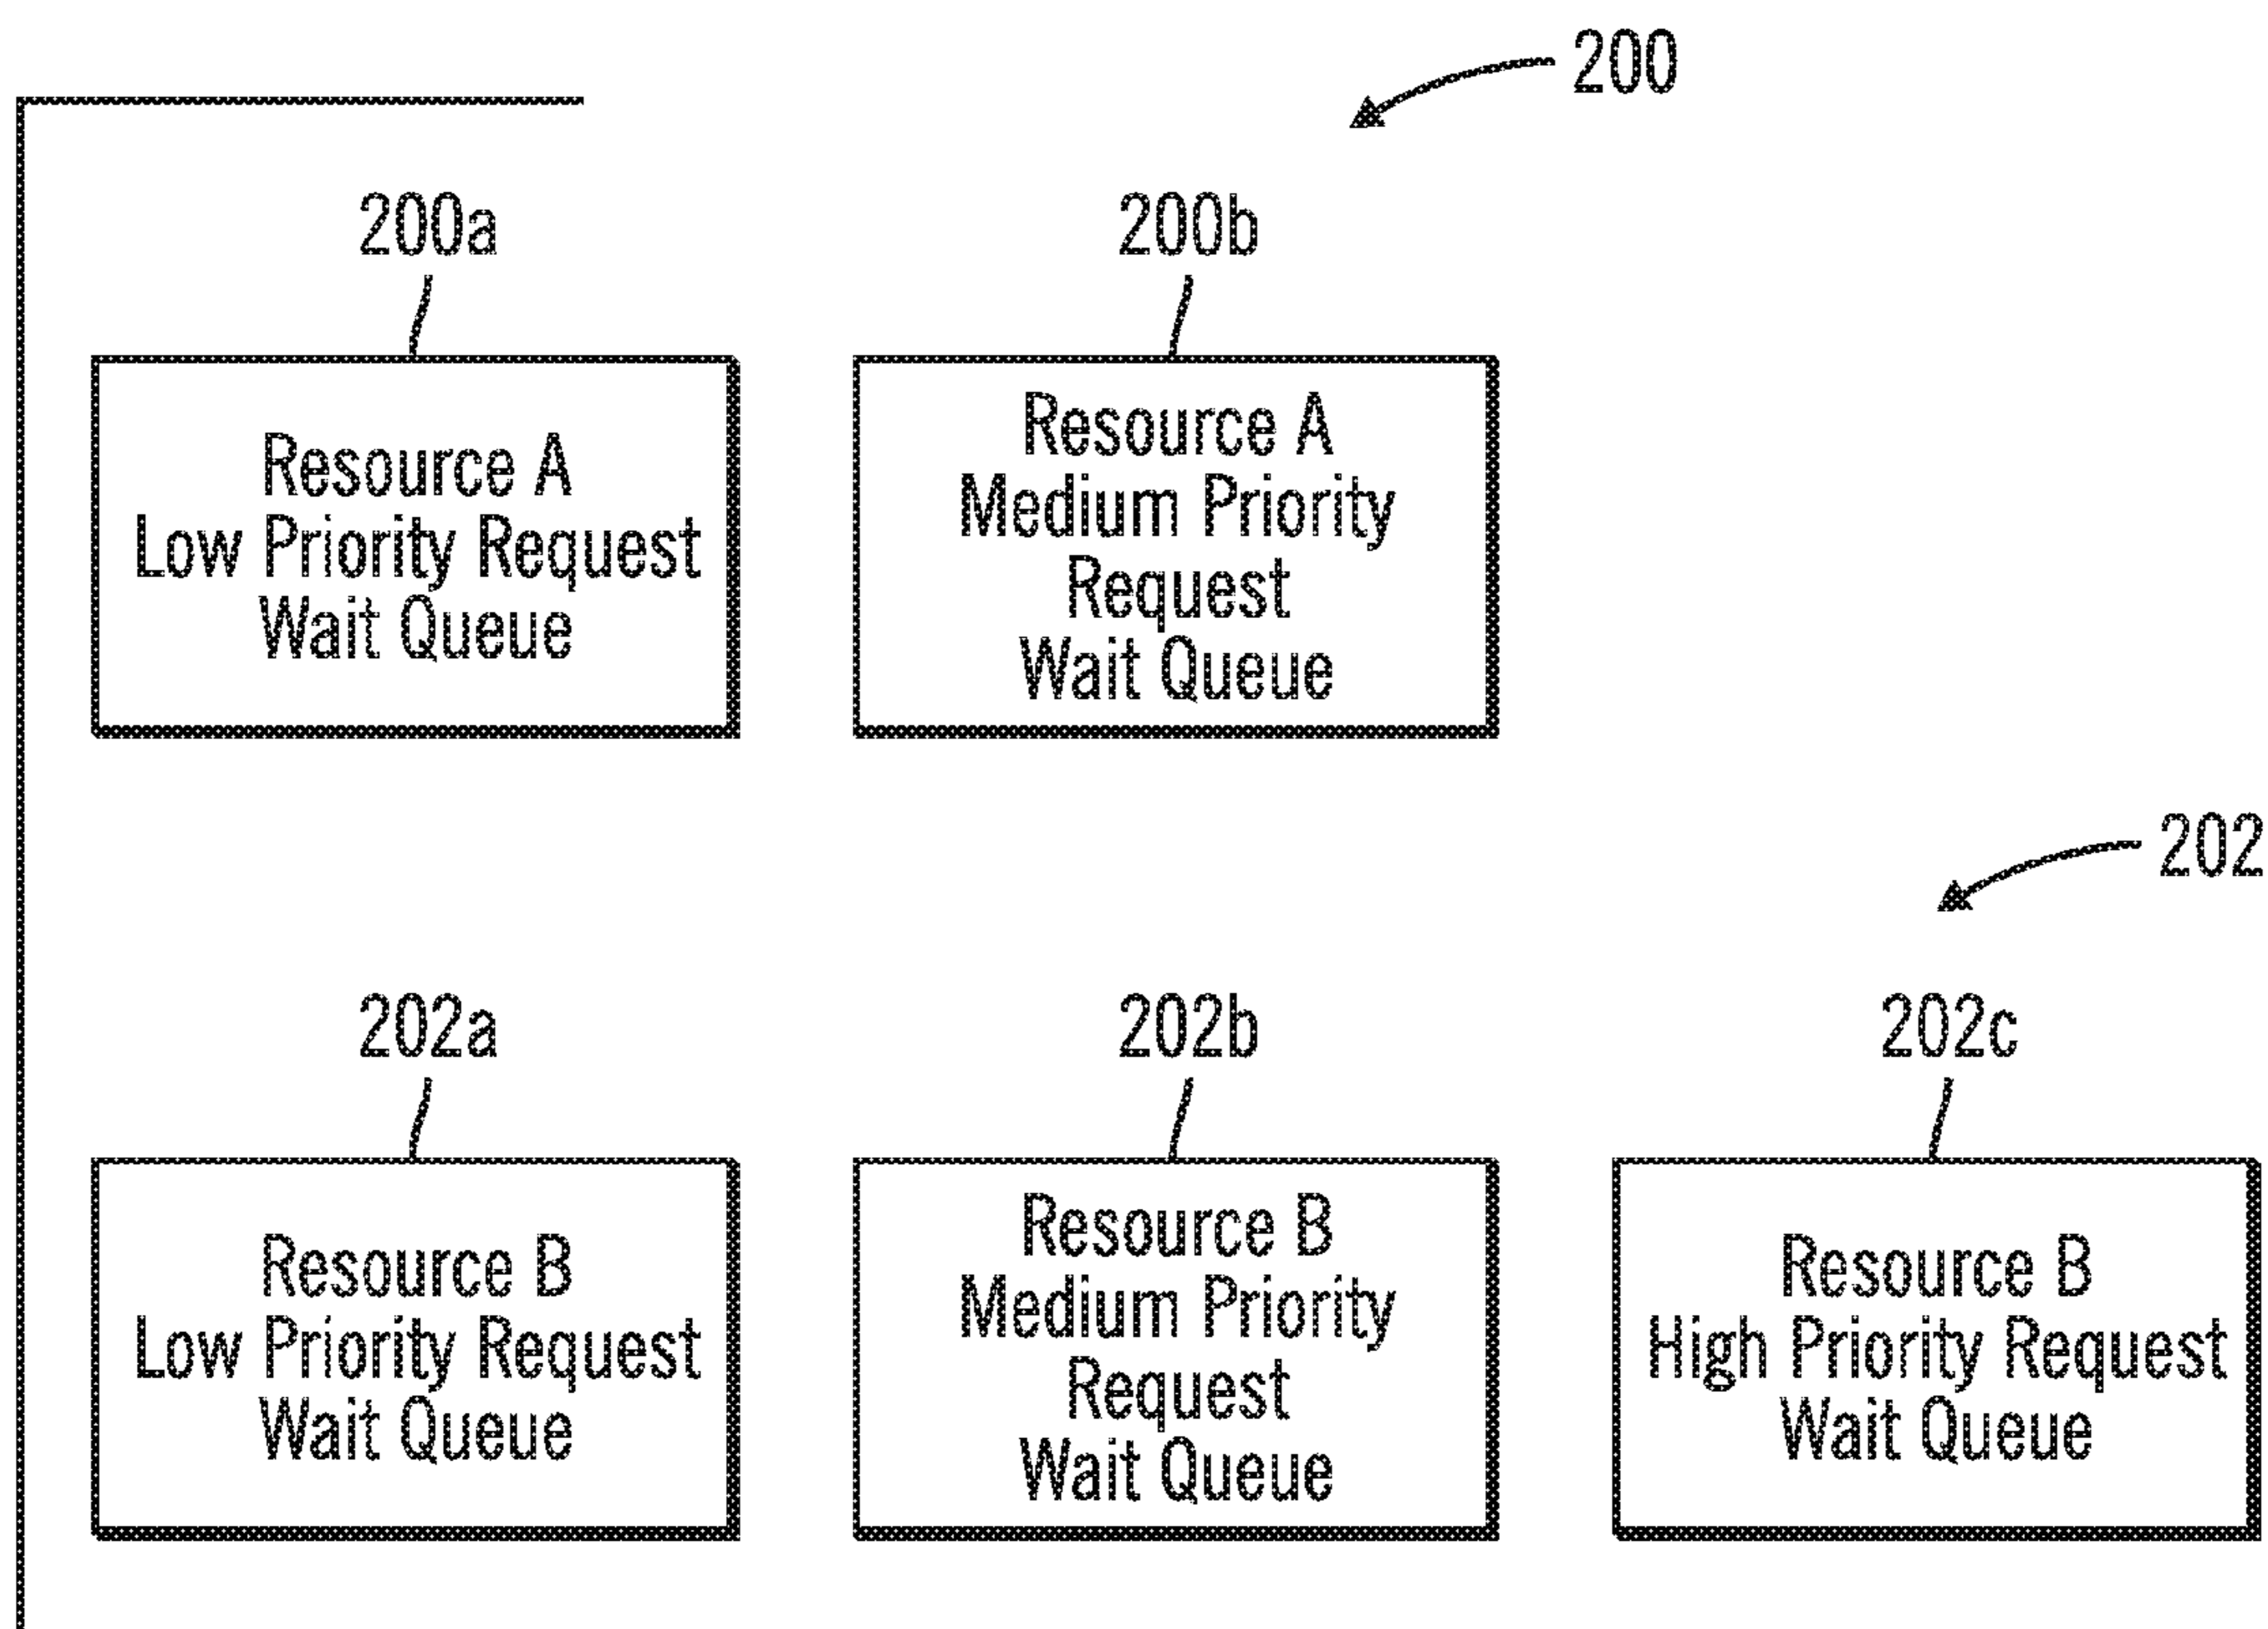 200
200a
200b
Resource A
Low Priority Request
Wait Queue
Resource A
Medium Priority
Request
Wait Queue
202
202a
202b
202c
Resource B
Low Priority Request
Wait Queue
Resource B
Medium Priority
Request
Wait Queue
Resource B
High Priority Request
Wait Queue